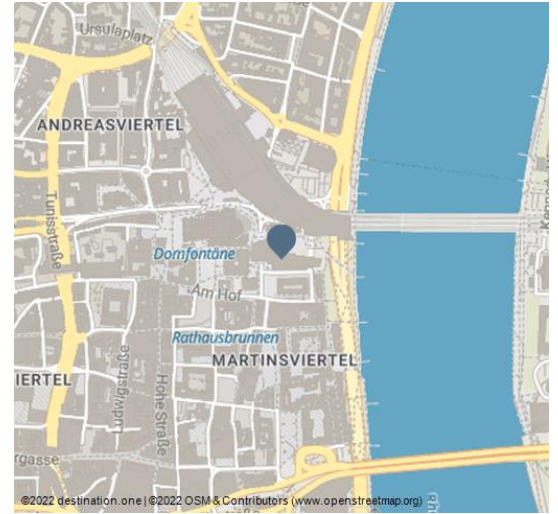 Ursulaplatz
ANDREASVIERTEL
Tunisstraße
Domfontäne
Am Hof
Rathausbrunnen
MARTINSVIERTEL
IERTEL
Ludwigstraße
Hohe Straße
rgasse
©2022 destination.one | ©2022 OSM & Contributors (www.openstreetmap.org)